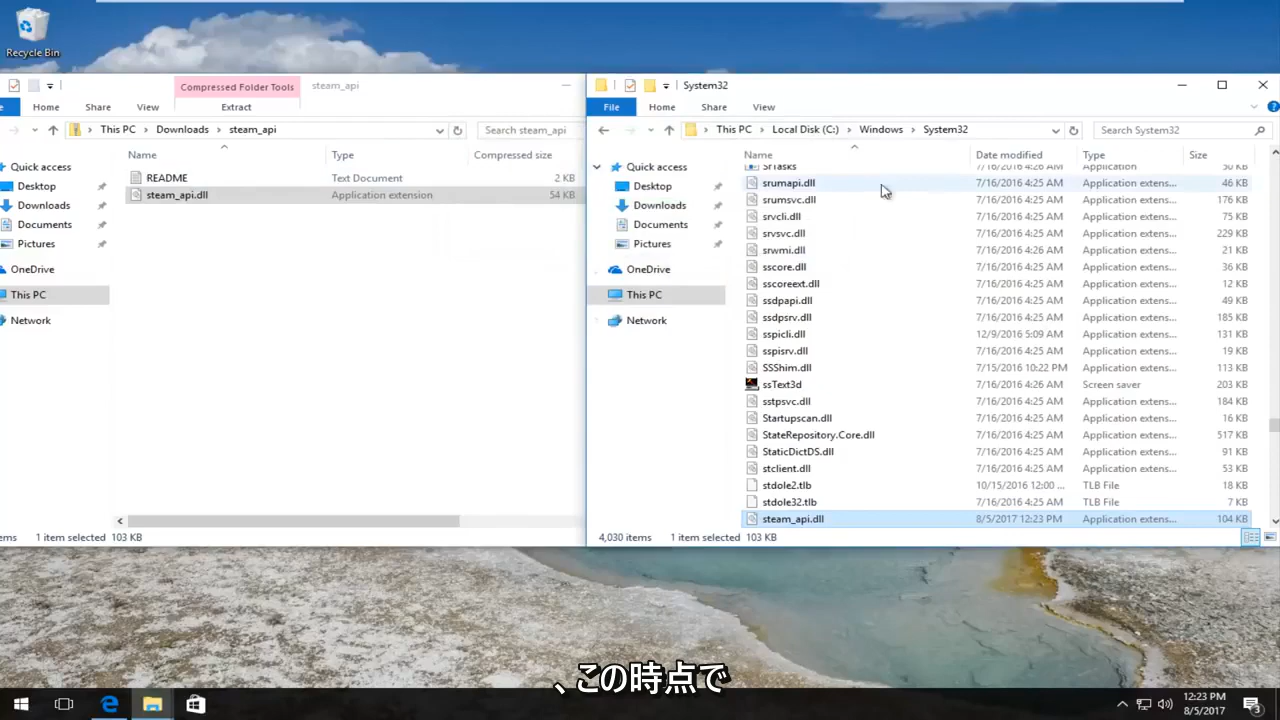 Recycle Bin
Compressed Folder Tools
steam_api
Home
Share
View
Extract
This PC
Downloads
steam_api
Search steam_api
Name
Type
Compressed size
Quick access
Desktop
Downloads
Documents
Pictures
OneDrive
This PC
Network
README
Text Document
2 KB
steam_api.dll
Application extension
54 KB
ems
1 item selected 103 KB
System32
File
Home
Share
View
This PC
Local Disk (C:)
Windows
System32
Search System32
Quick access
Desktop
Downloads
Documents
Pictures
OneDrive
This PC
Network
Name
Date modified
Type
Size
srumapi.dll 7/16/2016 4:25 AM Application extens... 46 KB
srumsvc.dll 7/16/2016 4:25 AM Application extens... 176 KB
srvcli.dll 7/16/2016 4:25 AM Application extens... 75 KB
srvsvc.dll 7/16/2016 4:25 AM Application extens... 229 KB
srwmi.dll 7/16/2016 4:26 AM Application extens... 21 KB
sscore.dll 7/16/2016 4:25 AM Application extens... 36 KB
sscoreext.dll 7/16/2016 4:25 AM Application extens... 12 KB
ssdpapi.dll 7/16/2016 4:25 AM Application extens... 49 KB
ssdpsrv.dll 7/16/2016 4:25 AM Application extens... 185 KB
sspicli.dll 12/9/2016 5:09 AM Application extens... 134 KB
sspisrv.dll 7/16/2016 4:25 AM Application extens... 19 KB
SSShim.dll 7/15/2016 10:22 PM Application extens... 113 KB
ssText3d 7/16/2016 4:26 AM Screen saver 203 KB
sstpsvc.dll 7/16/2016 4:25 AM Application extens... 184 KB
Startupscan.dll 7/16/2016 4:25 AM Application extens... 16 KB
StateRepository.Core.dll 7/16/2016 4:25 AM Application extens... 517 KB
StaticDictDS.dll 7/16/2016 4:25 AM Application extens... 91 KB
stclient.dll 7/16/2016 4:25 AM Application extens... 53 KB
stdole2.tlb 10/15/2016 12:00 ... TLB File 18 KB
stdole32.tlb 7/16/2016 4:25 AM TLB File 7 KB
steam_api.dll 8/5/2017 12:23 PM Application extens... 104 KB
4,030 items
1 item selected 103 KB
、この時点で
12:23 PM
8/5/2017
3